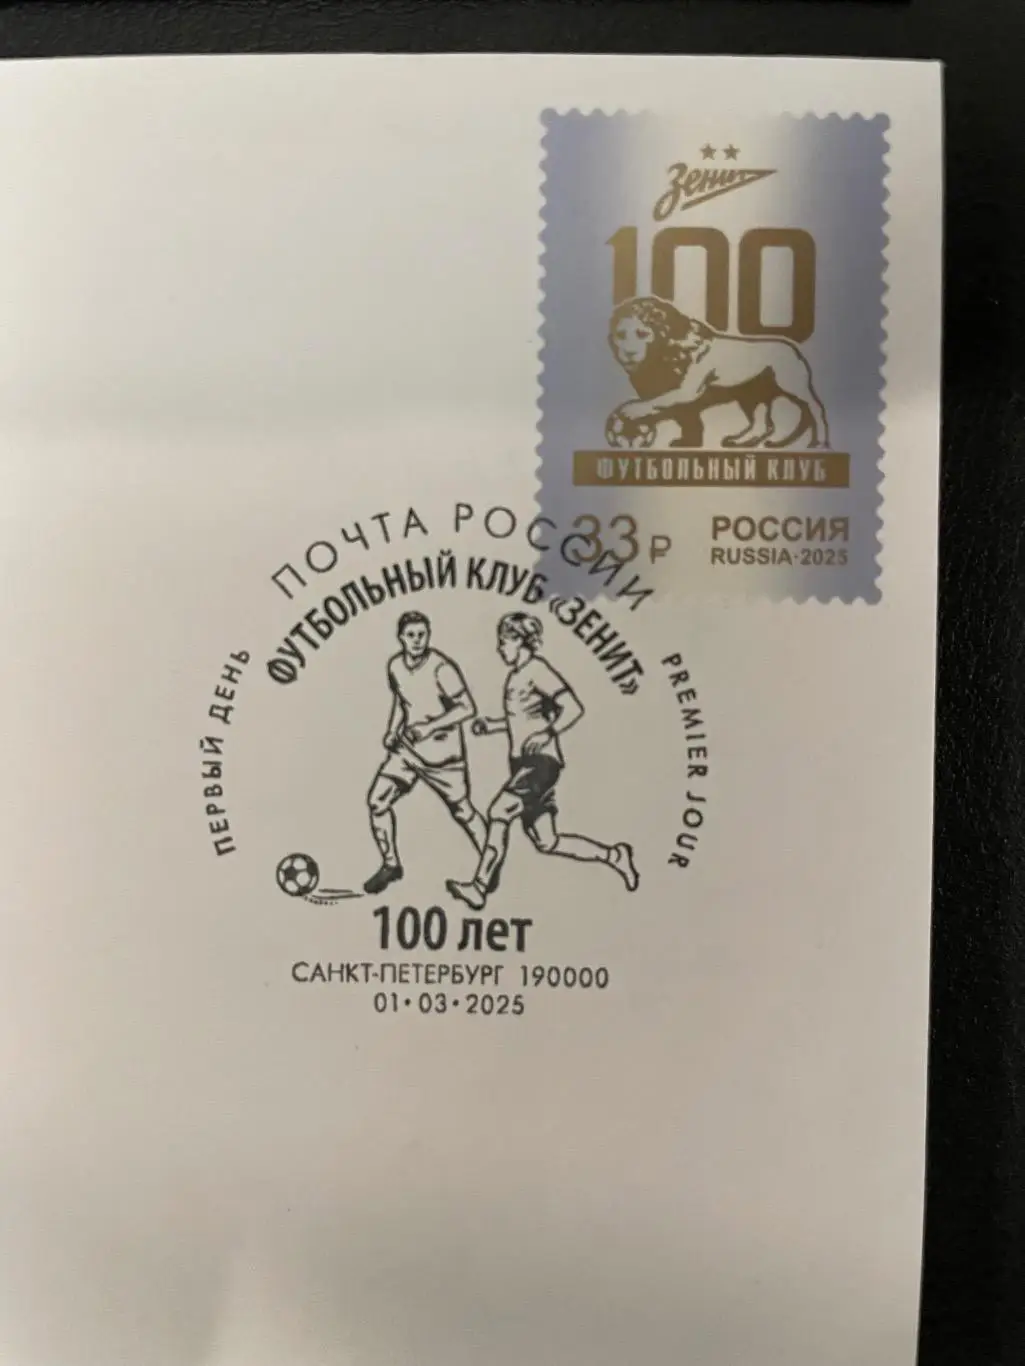 Зенит
100
ФУТБОЛЬНЫЙ КЛУБ
33 ₽
РОССИЯ
RUSSIA·2025
ПОЧТА РОССИИ
ФУТБОЛЬНЫЙ КЛУБ «ЗЕНИТ»
ПЕРВЫЙ ДЕНЬ
PREMIER JOUR
100 лет
САНКТ-ПЕТЕРБУРГ 190000
01·03·2025